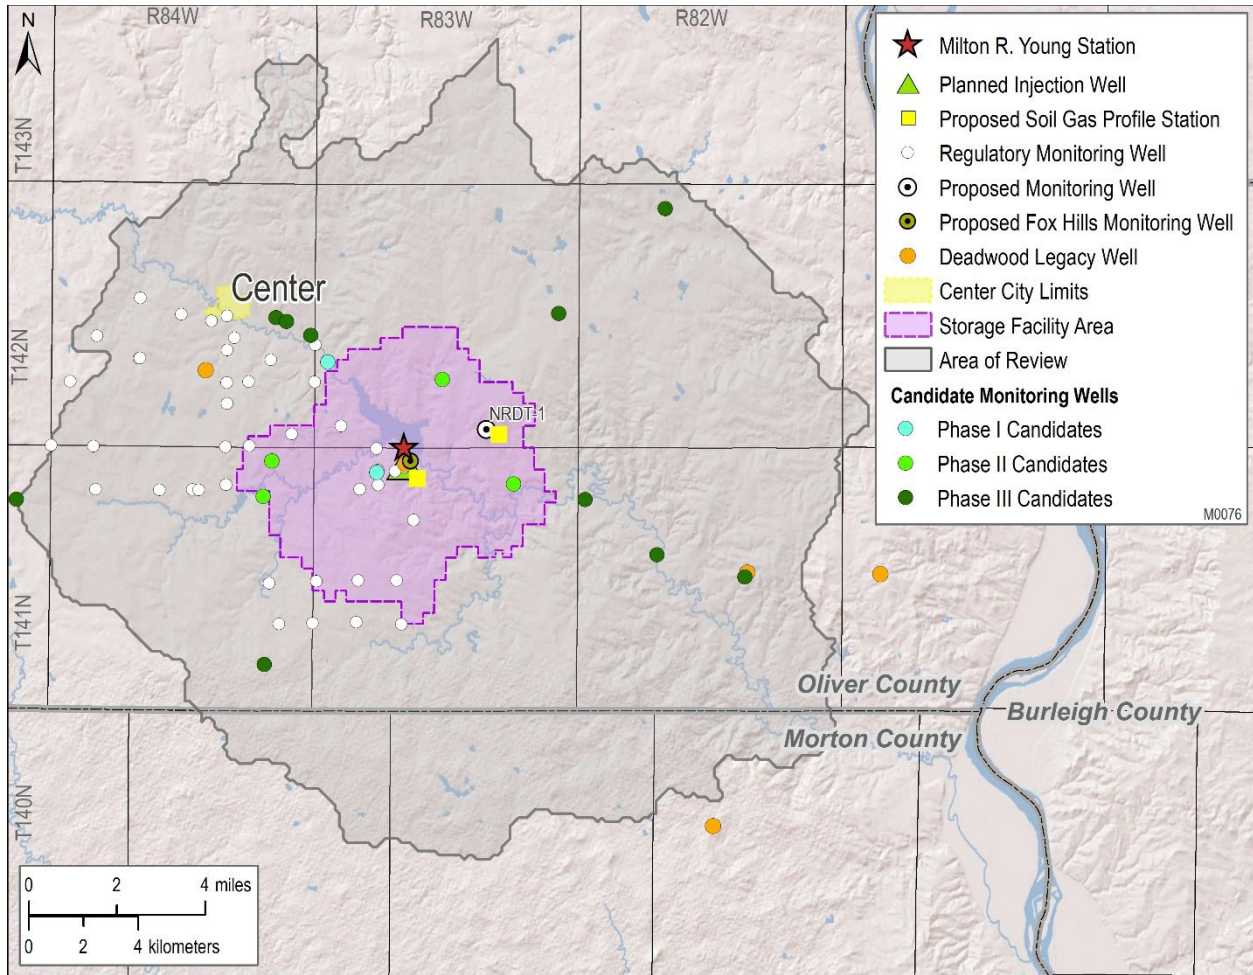 R84W
R83W
R82W
N
T143N
T142N
T141N
T140N
Center
NRDT-1
Oliver County
Burleigh County
Morton County
Milton R. Young Station
Planned Injection Well
Proposed Soil Gas Profile Station
Regulatory Monitoring Well
Proposed Monitoring Well
Proposed Fox Hills Monitoring Well
Deadwood Legacy Well
Center City Limits
Storage Facility Area
Area of Review
Candidate Monitoring Wells
Phase I Candidates
Phase II Candidates
Phase III Candidates
M0076
0 2 4 miles
0 2 4 kilometers